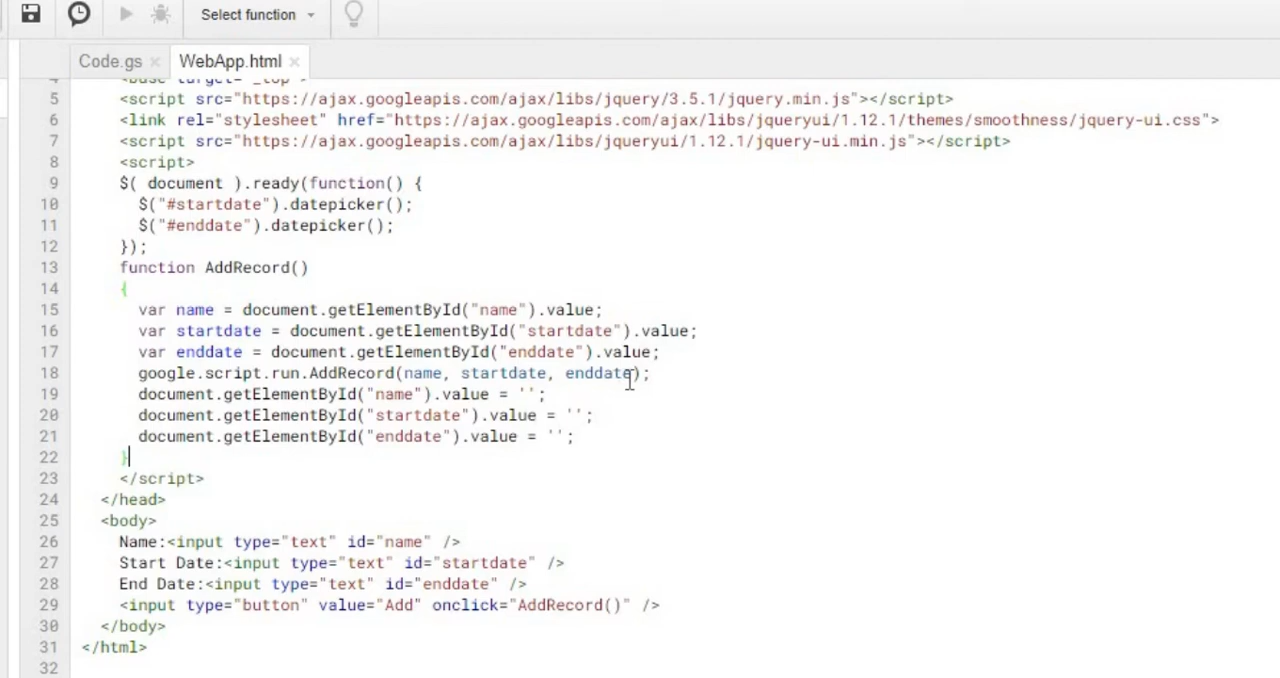 Select function
Code.gs
WebApp.html
4 <base target="_top">
5 <script src="https://ajax.googleapis.com/ajax/libs/jquery/3.5.1/jquery.min.js"></script>
6 <link rel="stylesheet" href="https://ajax.googleapis.com/ajax/libs/jqueryui/1.12.1/themes/smoothness/jquery-ui.css">
7 <script src="https://ajax.googleapis.com/ajax/libs/jqueryui/1.12.1/jquery-ui.min.js"></script>
8 <script>
9 $( document ).ready(function() {
10 $("#startdate").datepicker();
11 $("#enddate").datepicker();
12 });
13 function AddRecord()
14 {
15 var name = document.getElementById("name").value;
16 var startdate = document.getElementById("startdate").value;
17 var enddate = document.getElementById("enddate").value;
18 google.script.run.AddRecord(name, startdate, enddate);
19 document.getElementById("name").value = '';
20 document.getElementById("startdate").value = '';
21 document.getElementById("enddate").value = '';
22 }
23 </script>
24 </head>
25 <body>
26 Name:<input type="text" id="name" />
27 Start Date:<input type="text" id="startdate" />
28 End Date:<input type="text" id="enddate" />
29 <input type="button" value="Add" onclick="AddRecord()" />
30 </body>
31 </html>
32